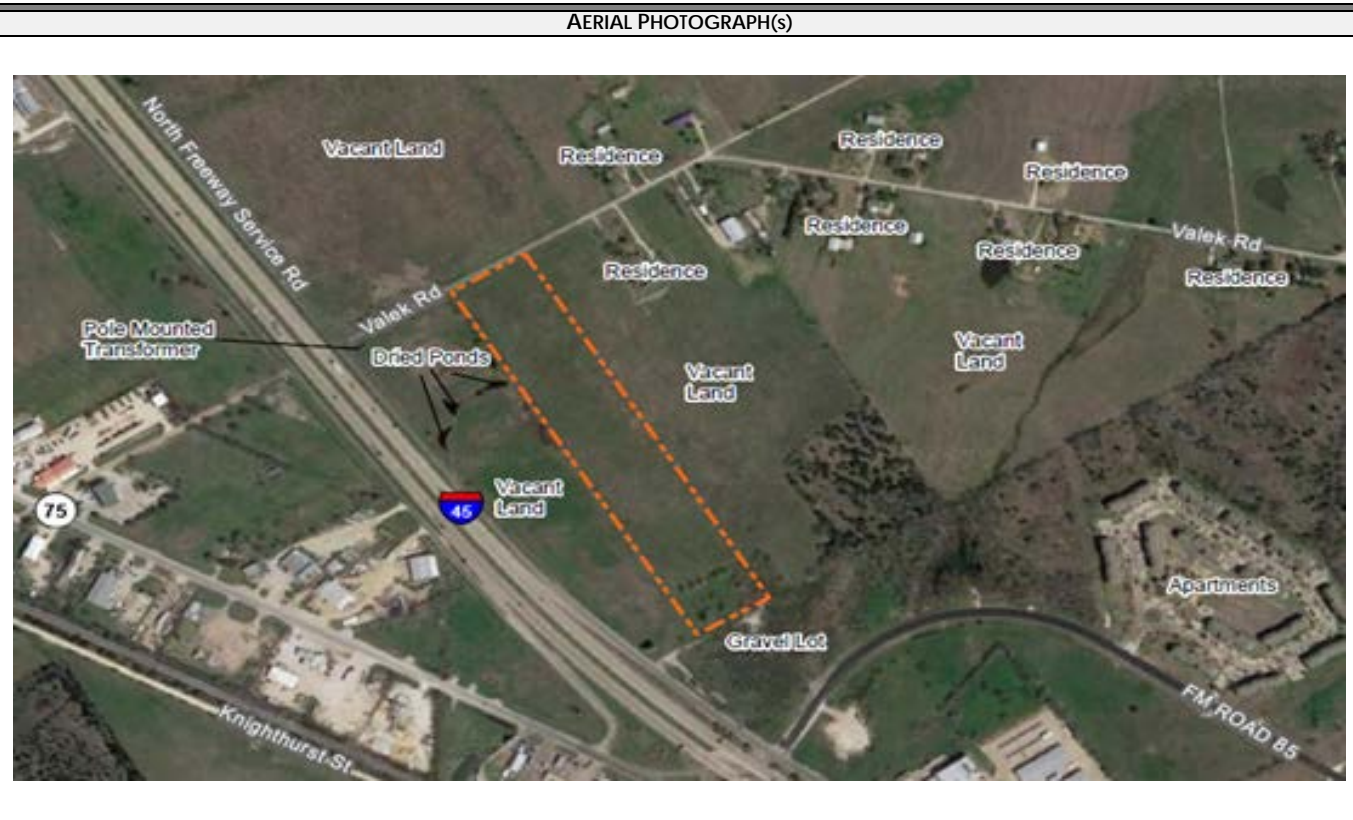 AERIAL PHOTOGRAPH(s)
North Freeway Service Rd
Vacant Land
Residence
Residence
Residence
Residence
Valek Rd
Residence
Residence
Residence
Valek Rd
Pole Mounted
Transformer
Dried Ponds
Vacant
Land
Vacant
Land
Vacant
Land
45
75
Apartments
Gravel Lot
FM ROAD 85
Knighthurst St